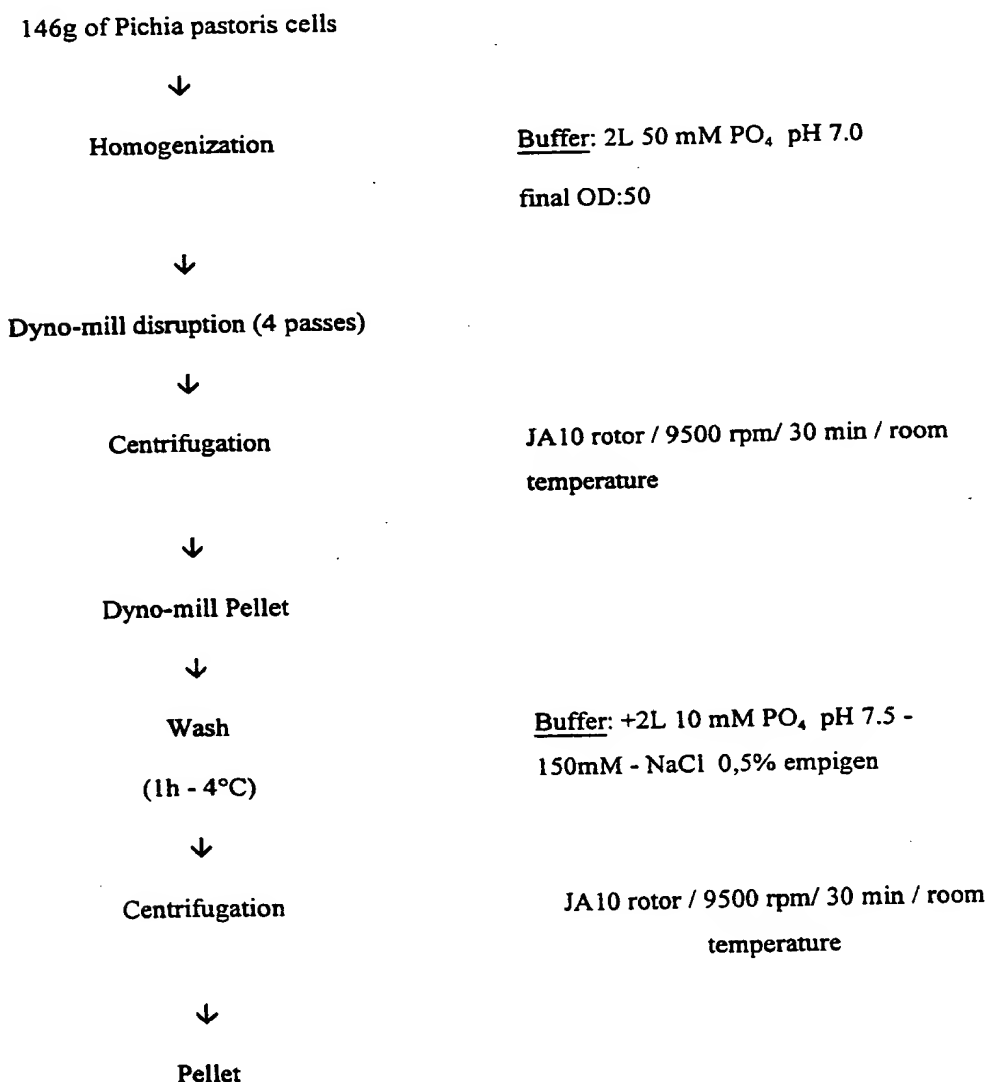 146g of Pichia pastoris cells
↓
Homogenization
Buffer: 2L 50 mM PO₄ pH 7.0
final OD:50
↓
Dyno-mill disruption (4 passes)
↓
Centrifugation
JA10 rotor / 9500 rpm/ 30 min / room
temperature
↓
Dyno-mill Pellet
↓
Wash
(1h - 4°C)
Buffer: +2L 10 mM PO₄ pH 7.5 -
150mM - NaCl 0,5% empigen
↓
Centrifugation
JA10 rotor / 9500 rpm/ 30 min / room
temperature
↓
Pellet